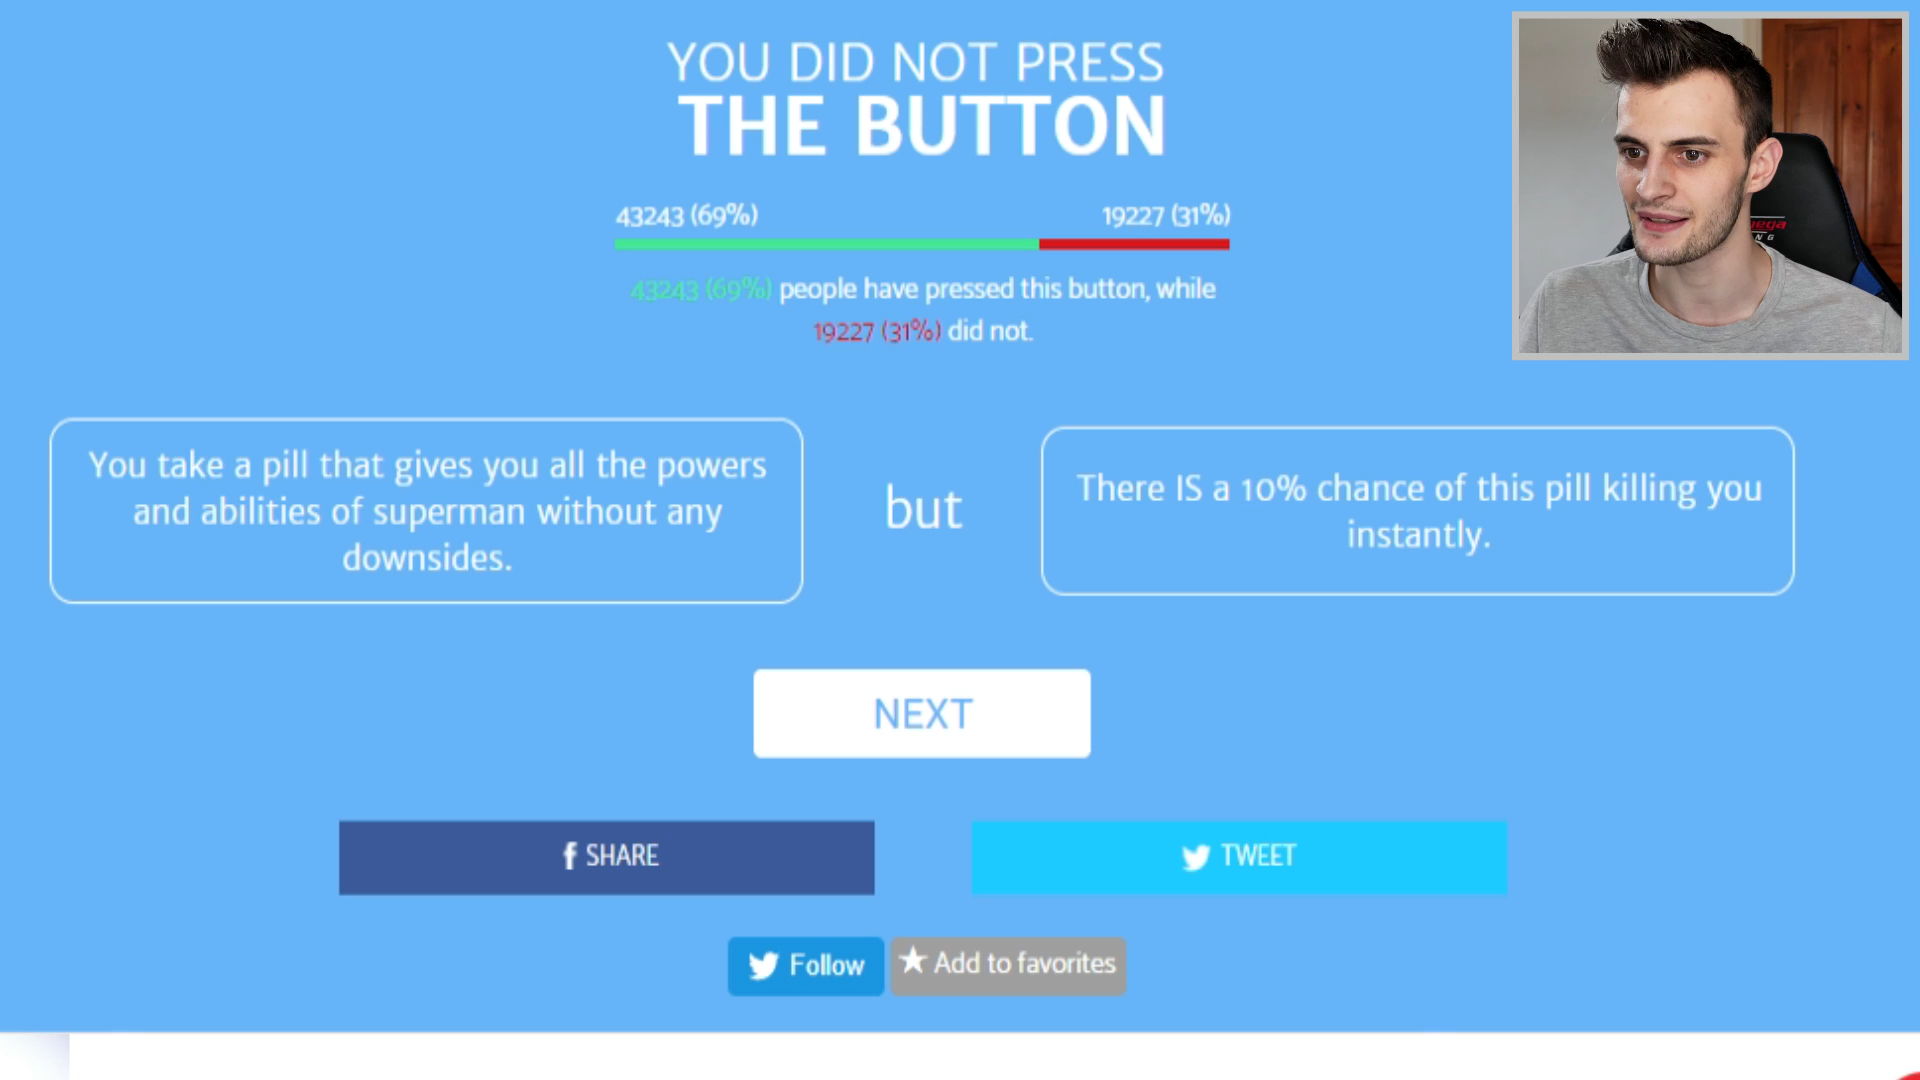 YOU DID NOT PRESS
THE BUTTON
43243 (69%) 19227 (31%)
43243 (69%) people have pressed this button, while
19227 (31%) did not.
You take a pill that gives you all the powers
and abilities of superman without any
downsides.
but
There IS a 10% chance of this pill killing you
instantly.
NEXT
f SHARE
TWEET
Follow
Add to favorites